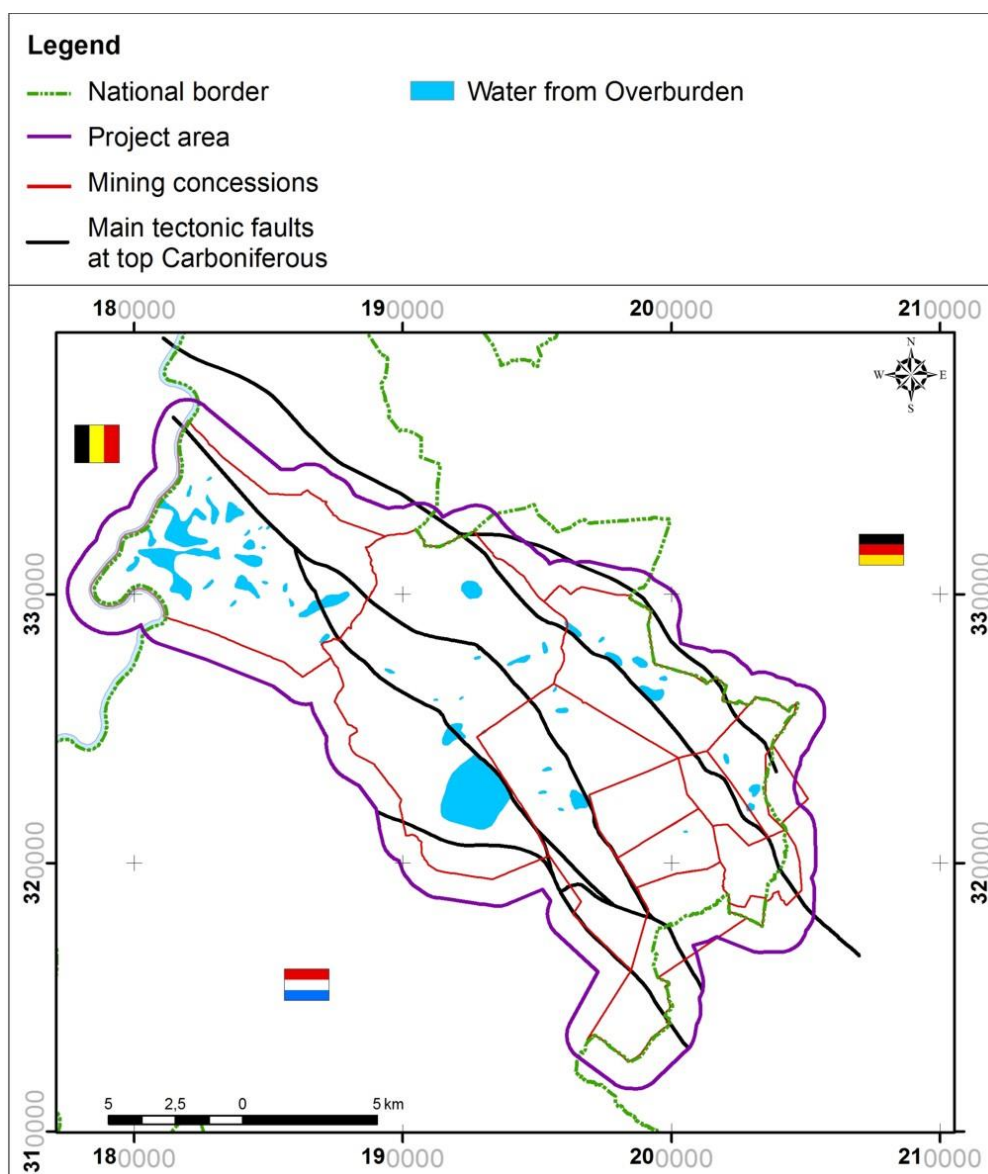 Legend
National border
Water from Overburden
Project area
Mining concessions
Main tectonic faults
at top Carboniferous
180000 190000 200000 210000
N
W E
S
330000 330000
320000 320000
310000 310000
5 2,5 0 5 km
180000 190000 200000 210000